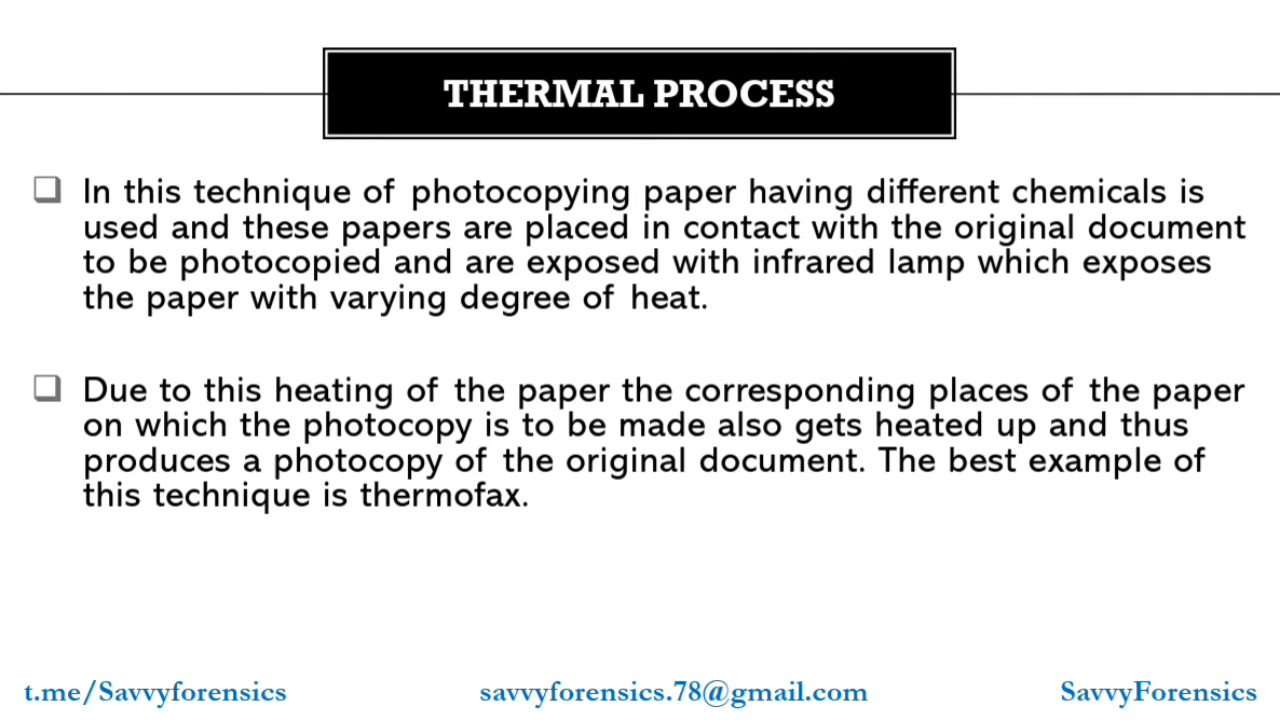 THERMAL PROCESS
In this technique of photocopying paper having different chemicals is
used and these papers are placed in contact with the original document
to be photocopied and are exposed with infrared lamp which exposes
the paper with varying degree of heat.
Due to this heating of the paper the corresponding places of the paper
on which the photocopy is to be made also gets heated up and thus
produces a photocopy of the original document. The best example of
this technique is thermofax.
t.me/Savvyforensics savvyforensics.78@gmail.com SavvyForensics